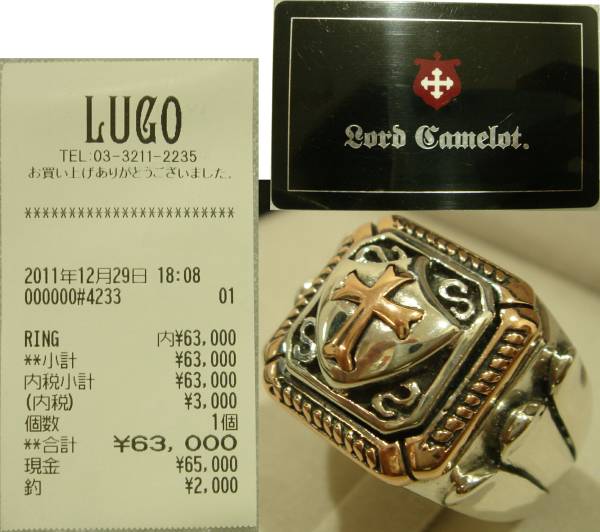 LUGO
TEL:03-3211-2235
お買い上げありがとうございました.
************************
2011年12月29日 18:08
000000#4233 01
RING 内¥63,000
**小計 ¥63,000
内税小計 ¥63,000
(内税) ¥3,000
個数 1個
**合計 ¥63,000
現金 ¥65,000
釣 ¥2,000
Lord Camelot.
S S S S